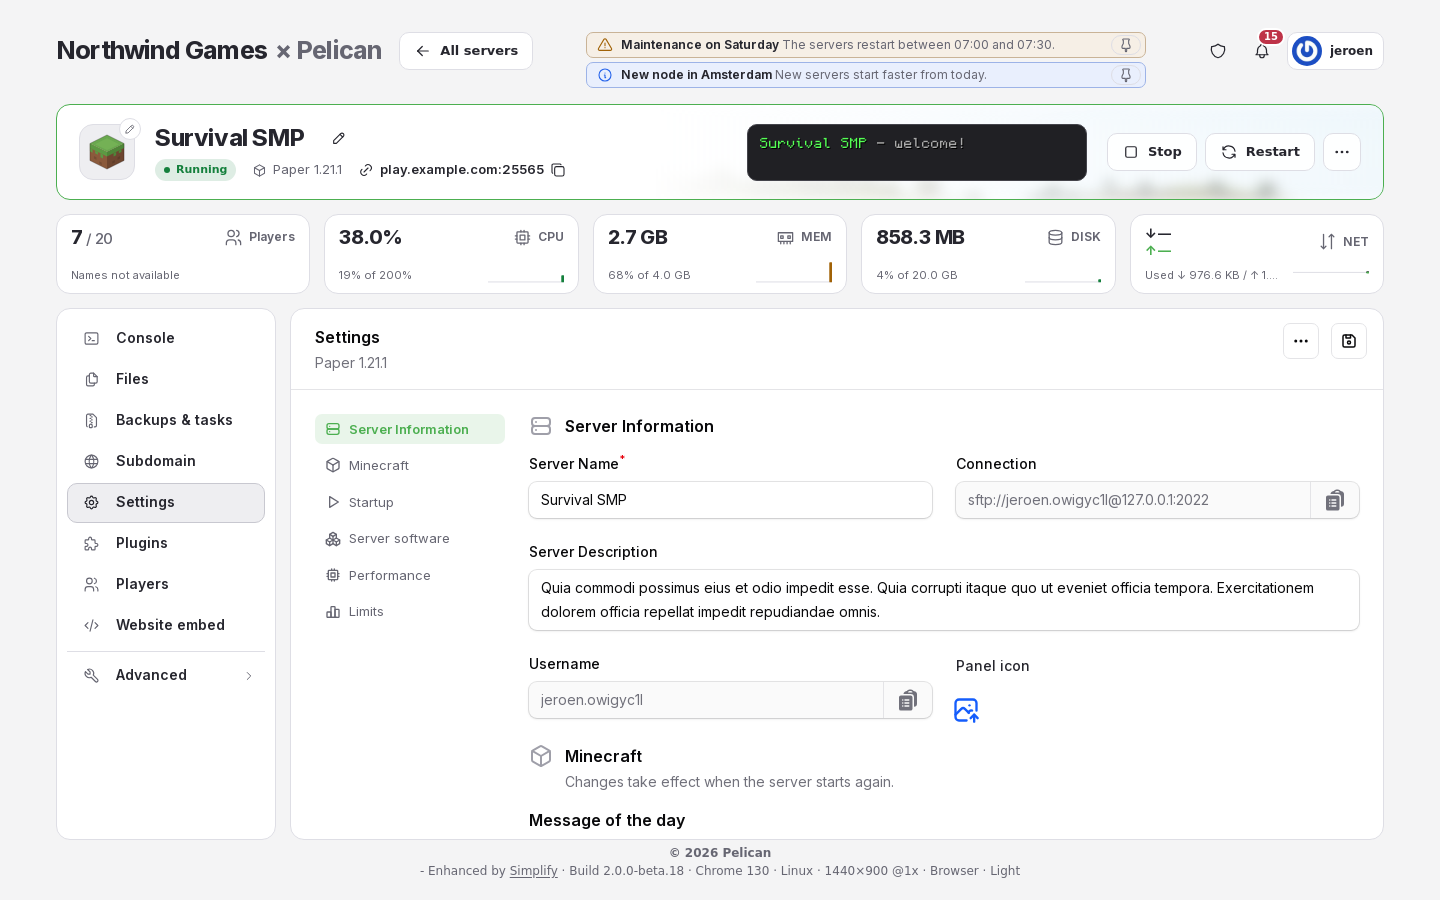 Northwind Games × Pelican
All servers
Maintenance on Saturday The servers restart between 07:00 and 07:30.
New node in Amsterdam New servers start faster from today.
15
jeroen
Survival SMP
Running
Paper 1.21.1
play.example.com:25565
Survival SMP - welcome!
Stop
Restart
7 / 20
Players
Names not available
38.0%
CPU
19% of 200%
2.7 GB
MEM
68% of 4.0 GB
858.3 MB
DISK
4% of 20.0 GB
↓—
↑—
NET
Used ↓ 976.6 KB / ↑ 1....
Console
Files
Backups & tasks
Subdomain
Settings
Plugins
Players
Website embed
Advanced
Settings
Paper 1.21.1
Server Information
Minecraft
Startup
Server software
Performance
Limits
Server Information
Server Name*
Connection
Survival SMP
sftp://jeroen.owigyc1l@127.0.0.1:2022
Server Description
Quia commodi possimus eius et odio impedit esse. Quia corrupti itaque quo ut eveniet officia tempora. Exercitationem
dolorem officia repellat impedit repudiandae omnis.
Username
Panel icon
jeroen.owigyc1l
Minecraft
Changes take effect when the server starts again.
Message of the day
© 2026 Pelican
- Enhanced by Simplify · Build 2.0.0-beta.18 · Chrome 130 · Linux · 1440×900 @1x · Browser · Light